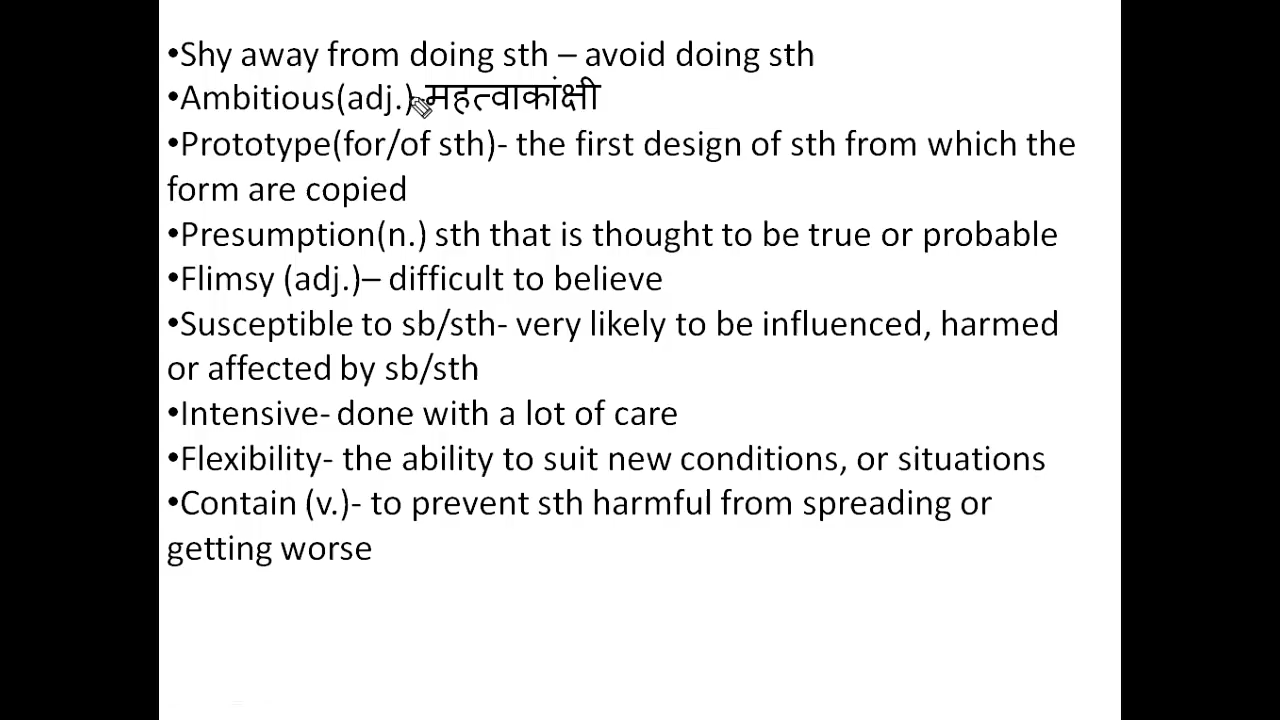 •Shy away from doing sth – avoid doing sth
•Ambitious(adj.)-महत्वाकांक्षी
•Prototype(for/of sth)- the first design of sth from which the
form are copied
•Presumption(n.) sth that is thought to be true or probable
•Flimsy (adj.)– difficult to believe
•Susceptible to sb/sth- very likely to be influenced, harmed
or affected by sb/sth
•Intensive- done with a lot of care
•Flexibility- the ability to suit new conditions, or situations
•Contain (v.)- to prevent sth harmful from spreading or
getting worse